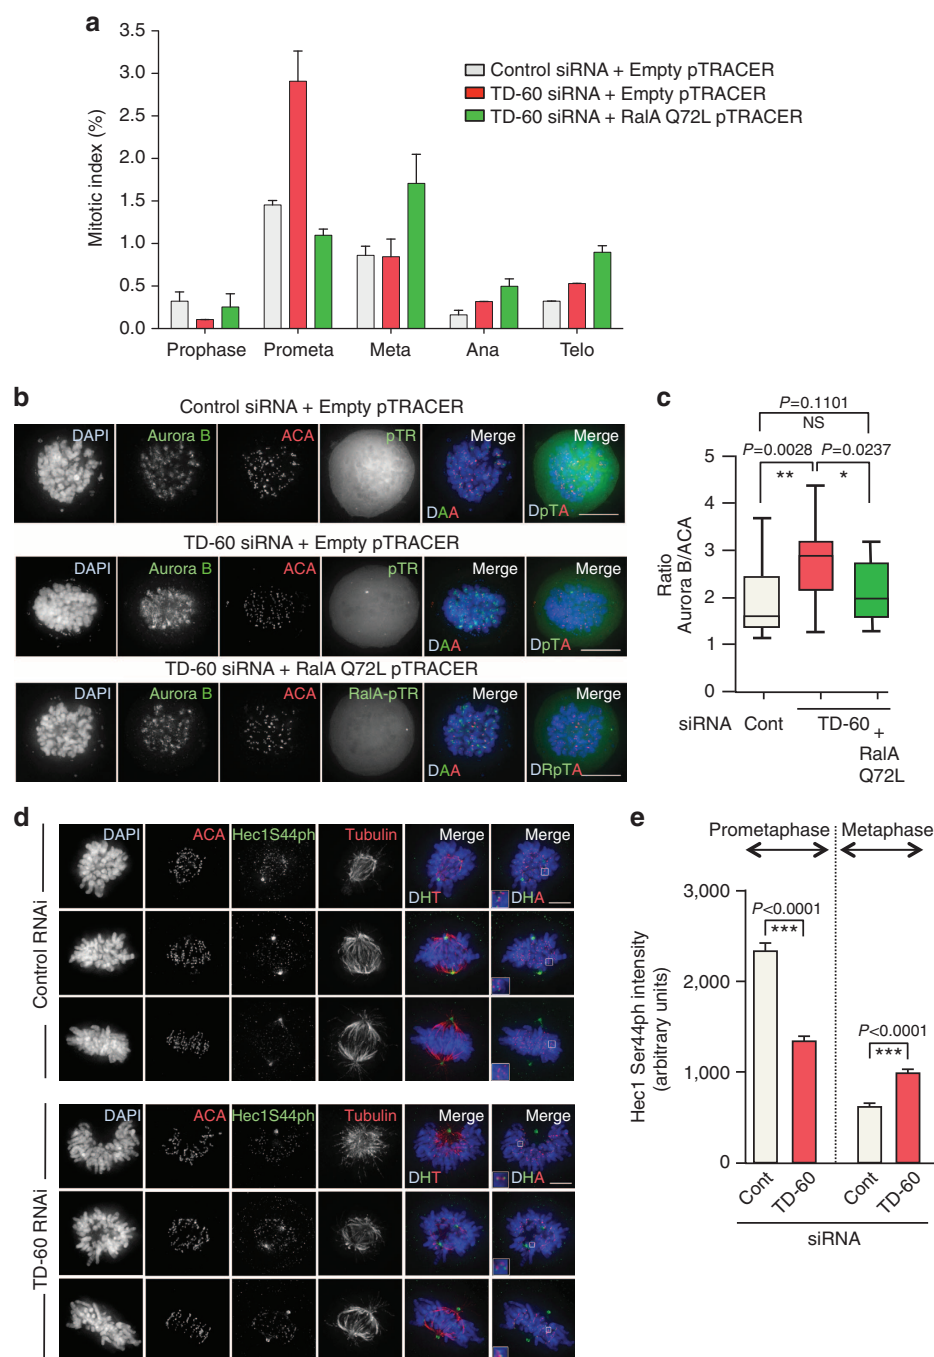 a
3.5
3.0
2.5
2.0
1.5
1.0
0.5
0.0
Mitotic index (%)
Control siRNA + Empty pTRACER
TD-60 siRNA + Empty pTRACER
TD-60 siRNA + RalA Q72L pTRACER
Prophase Prometa Meta Ana Telo
b
Control siRNA + Empty pTRACER
DAPI Aurora B ACA pTR Merge Merge
DAA DpTA
TD-60 siRNA + Empty pTRACER
DAPI Aurora B ACA pTR Merge Merge
DAA DpTA
TD-60 siRNA + RalA Q72L pTRACER
DAPI Aurora B ACA RalA-pTR Merge Merge
DAA DRpTA
c
P=0.1101
NS
P=0.0028 P=0.0237
** *
5
4
3
2
1
0
Ratio
Aurora B/ACA
siRNA Cont TD-60 +
RalA
Q72L
d
Control RNAi
DAPI ACA Hec1S44ph Tubulin Merge Merge
DHT DHA
TD-60 RNAi
DAPI ACA Hec1S44ph Tubulin Merge Merge
DHT DHA
e
Prometaphase Metaphase
3,000
2,000
1,000
0
Hec1 Ser44ph intensity
(arbitrary units)
P<0.0001
***
P<0.0001
***
Cont TD-60 Cont TD-60
siRNA